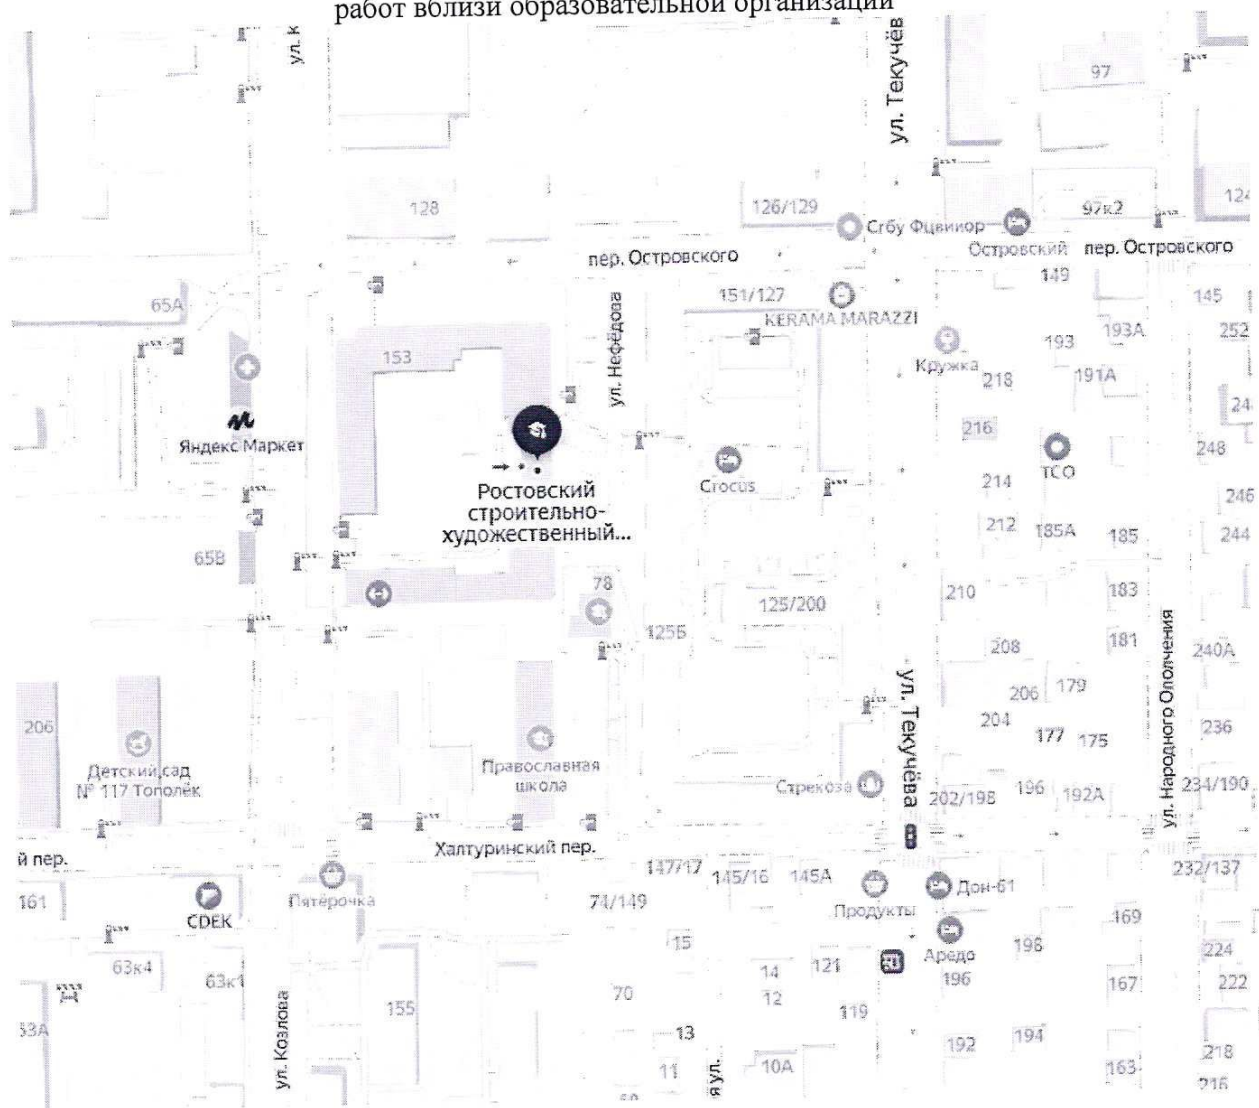 работ вблизи образовательной организации
ул. К
ул. Текучёв
97
128
126/129
Сгбу Фцвниор
97к2
124
Островский
пер. Островского
пер. Островского
149
65А
151/127
145
KERAMA MARAZZI
193А
252
ул. Нефёдова
153
193
Кружка
218
191А
24
216
Яндекс Маркет
248
ТСО
Crocus
214
Ростовский
строительно-
художественный...
246
212
185А
185
244
65В
78
210
183
125/200
125Б
208
181
240А
ул. Народного Ополчения
ул. Текучёва
206
179
206
204
177
175
236
Детский сад
№ 117 Тополёк
Православная
школа
Стрекоза
202/198
196
192А
234/190
Халтуринский пер.
й пер.
147/17
145/16
145А
232/137
161
CDEK
Пятёрочка
74/149
Продукты
Дон-61
169
15
Аредо
198
224
63к4
63к1
14
121
196
167
222
70
12
53А
155
119
ул. Козлова
13
192
194
218
11
я ул.
10А
163
216